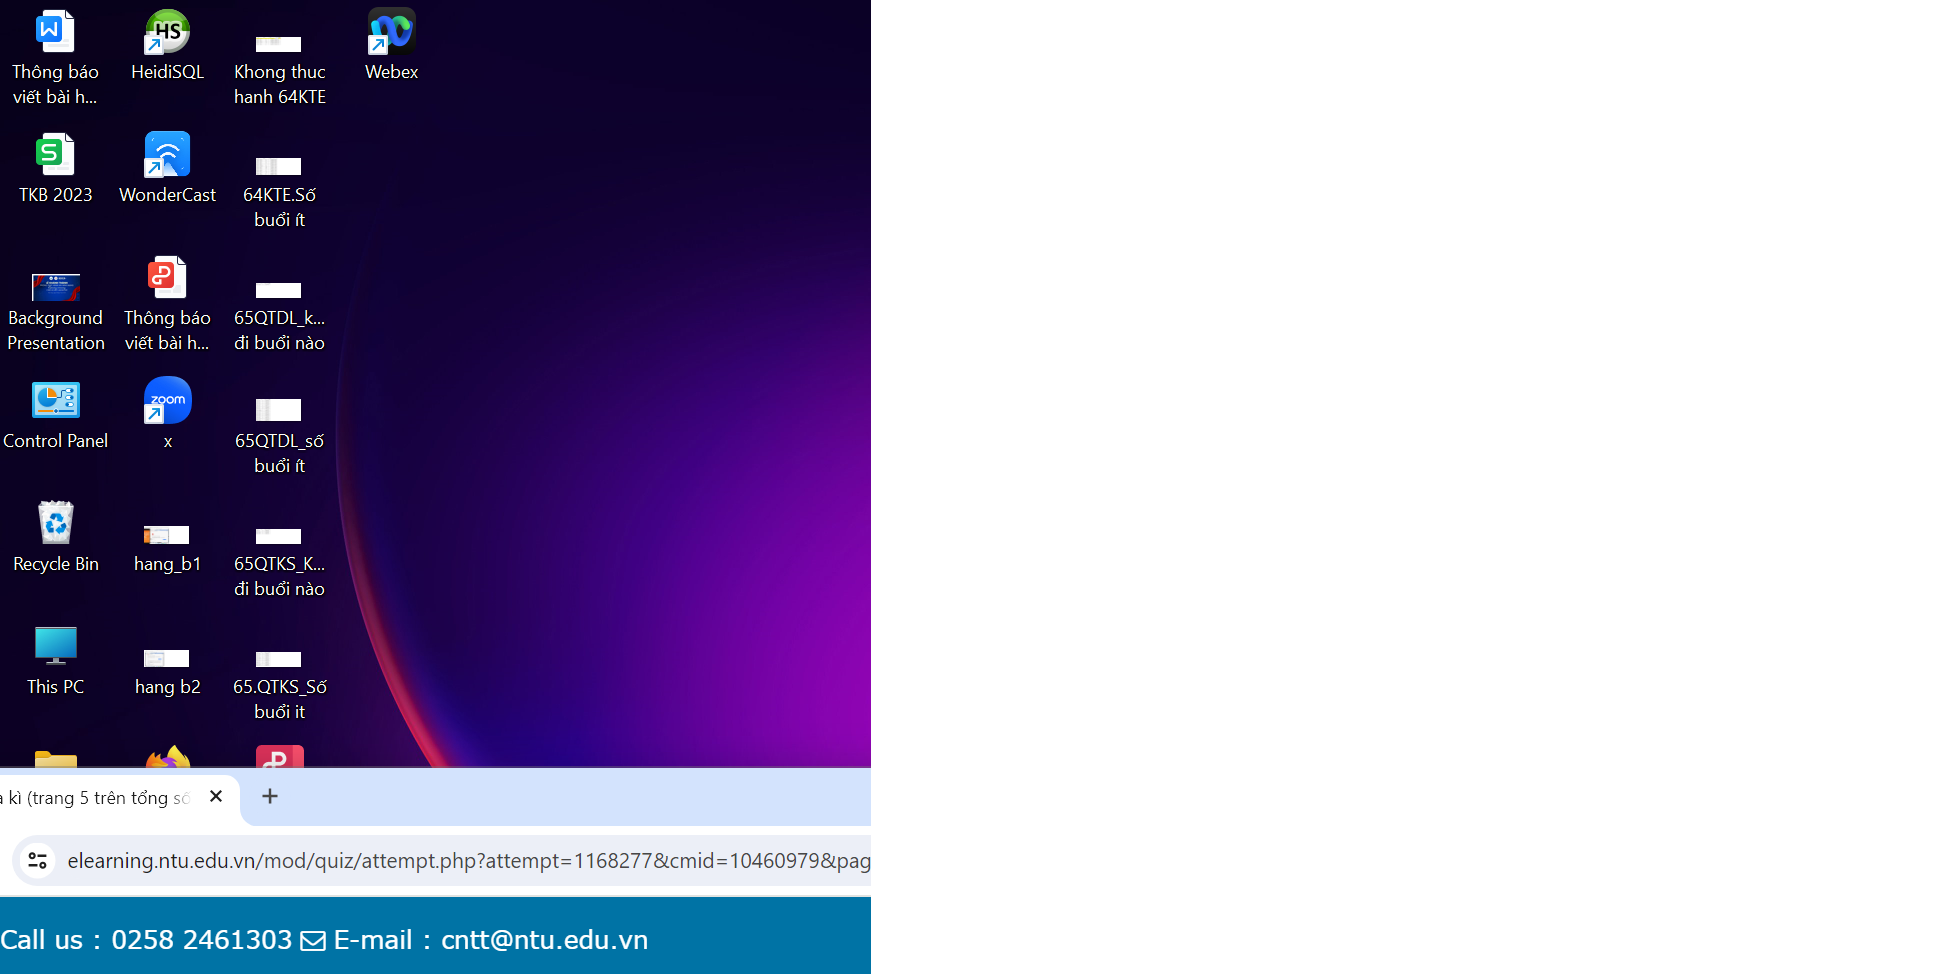 Thông báo
viết bài h...
HeidiSQL
Khong thuc
hanh 64KTE
Webex
TKB 2023
WonderCast
64KTE.Số
buổi ít
Background
Presentation
Thông báo
viết bài h...
65QTDL_k...
đi buổi nào
Control Panel
zoom
x
65QTDL_số
buổi ít
Recycle Bin
hang_b1
65QTKS_K...
đi buổi nào
This PC
hang b2
65.QTKS_Số
buổi it
a kì (trang 5 trên tổng số
elearning.ntu.edu.vn/mod/quiz/attempt.php?attempt=1168277&cmid=10460979&pag
Call us : 0258 2461303 E-mail : cntt@ntu.edu.vn